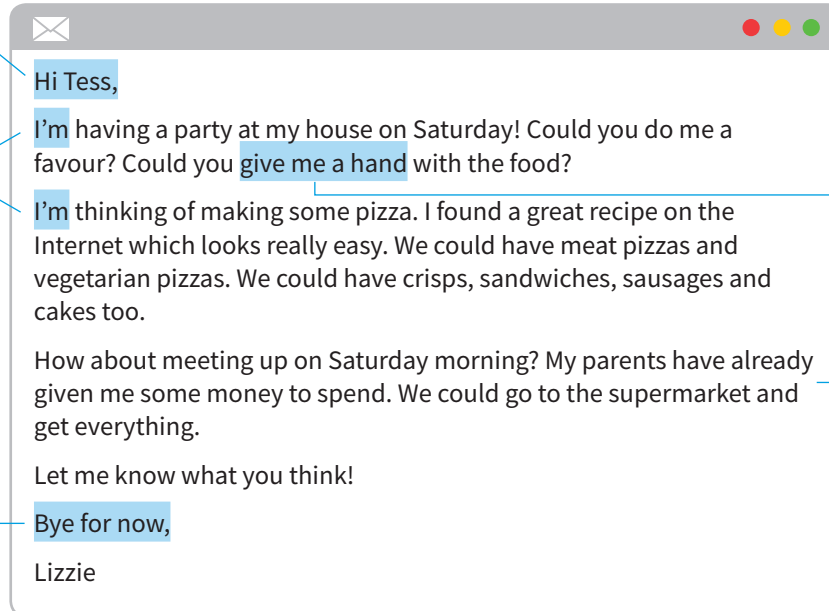 Hi Tess,
I’m having a party at my house on Saturday! Could you do me a
favour? Could you give me a hand with the food?
I’m thinking of making some pizza. I found a great recipe on the
Internet which looks really easy. We could have meat pizzas and
vegetarian pizzas. We could have crisps, sandwiches, sausages and
cakes too.
How about meeting up on Saturday morning? My parents have already
given me some money to spend. We could go to the supermarket and
get everything.
Let me know what you think!
Bye for now,
Lizzie